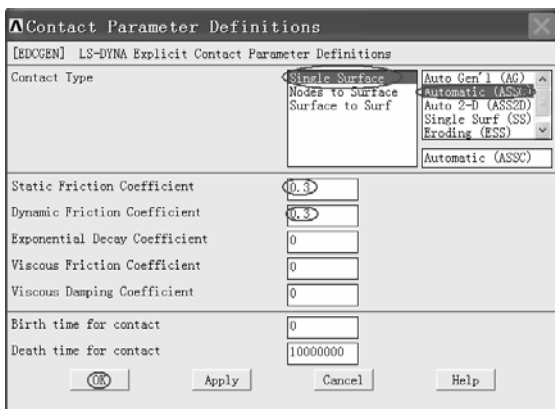 Contact Parameter Definitions
[EDCGEN] LS-DYNA Explicit Contact Parameter Definitions
Contact Type
Single Surface
Nodes to Surface
Surface to Surf
Auto Gen'l (AG)
Automatic (ASSC)
Auto 2-D (ASS2D)
Single Surf (SS)
Eroding (ESS)
Automatic (ASSC)
Static Friction Coefficient 0.3
Dynamic Friction Coefficient 0.3
Exponential Decay Coefficient 0
Viscous Friction Coefficient 0
Viscous Damping Coefficient 0
Birth time for contact 0
Death time for contact 10000000
OK Apply Cancel Help